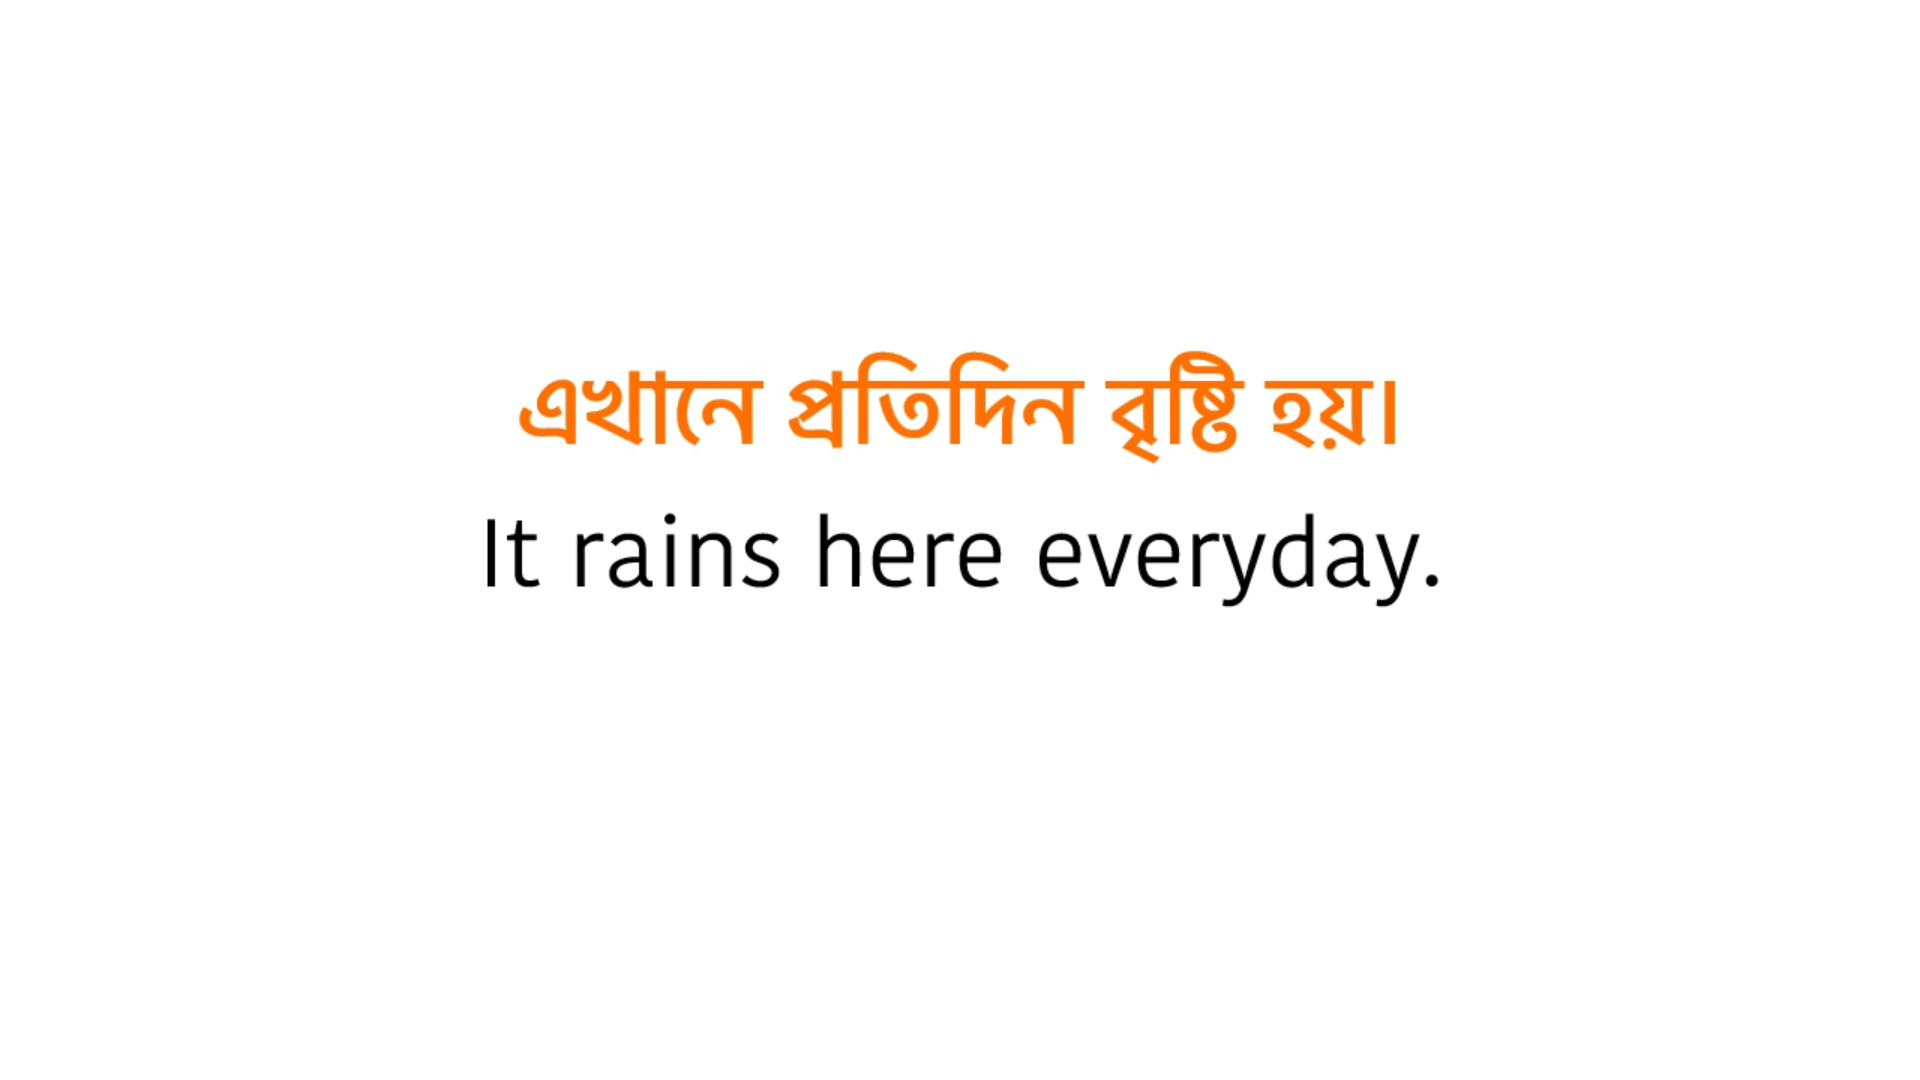 এখানে প্রতিদিন বৃষ্টি হয়।
It rains here everyday.